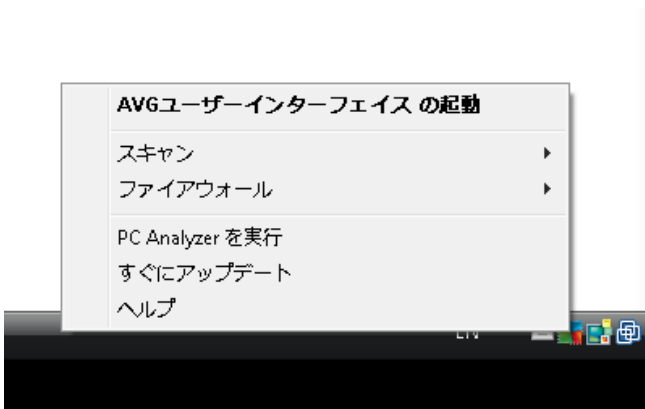 AVGユーザーインターフェイス の起動
スキャン
ファイアウォール
PC Analyzer を実行
すぐにアップデート
ヘルプ